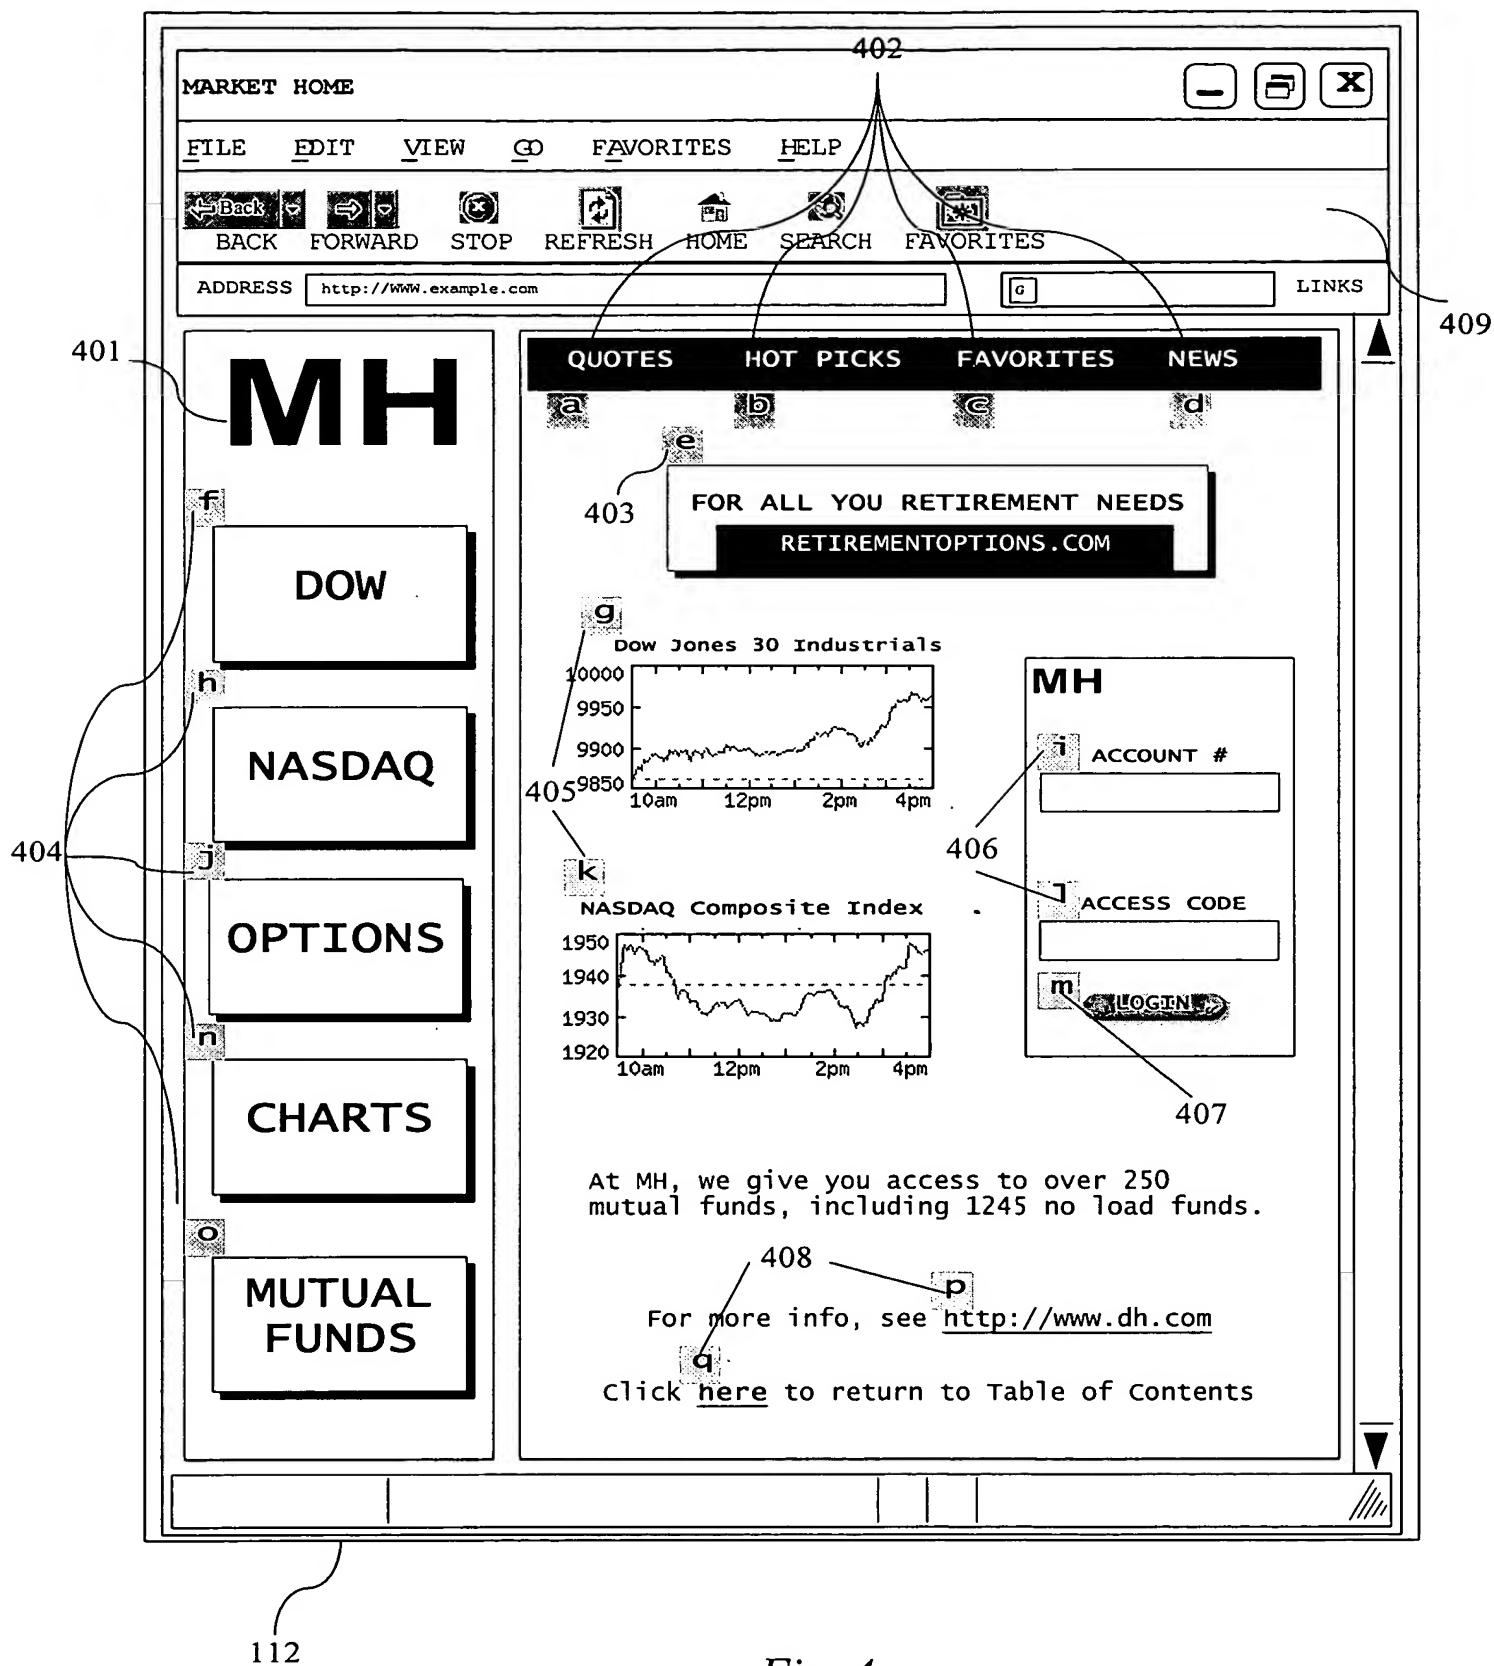 402
MARKET HOME
X
FILE EDIT VIEW GO FAVORITES HELP
Back
BACK FORWARD STOP REFRESH HOME SEARCH FAVORITES
ADDRESS http://WWW.example.com G LINKS
409
401
MH
QUOTES HOT PICKS FAVORITES NEWS
a b c d
e
403
FOR ALL YOU RETIREMENT NEEDS
RETIREMENTOPTIONS.COM
f
DOW
h
NASDAQ
404
j
OPTIONS
n
CHARTS
o
MUTUAL
FUNDS
g
Dow Jones 30 Industrials
10000
9950
9900
9850
10am 12pm 2pm 4pm
405
k
NASDAQ Composite Index
1950
1940
1930
1920
10am 12pm 2pm 4pm
MH
i ACCOUNT #
406
l ACCESS CODE
m LOGIN
407
At MH, we give you access to over 250
mutual funds, including 1245 no load funds.
408
p
For more info, see http://www.dh.com
q
Click here to return to Table of Contents
112